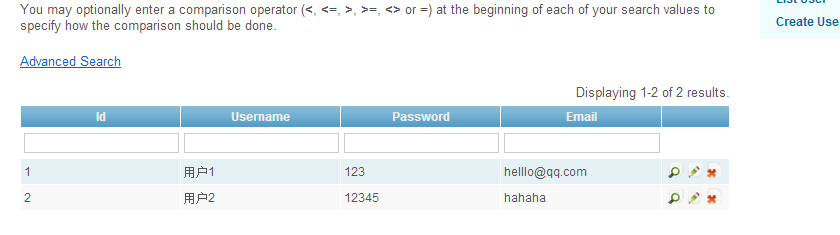 List User
You may optionally enter a comparison operator (<, <=, >, >=, <> or =) at the beginning of each of your search values to
specify how the comparison should be done.
Create Use
Advanced Search
Displaying 1-2 of 2 results.
Id Username Password Email
1 用户1 123 helllo@qq.com
2 用户2 12345 hahaha